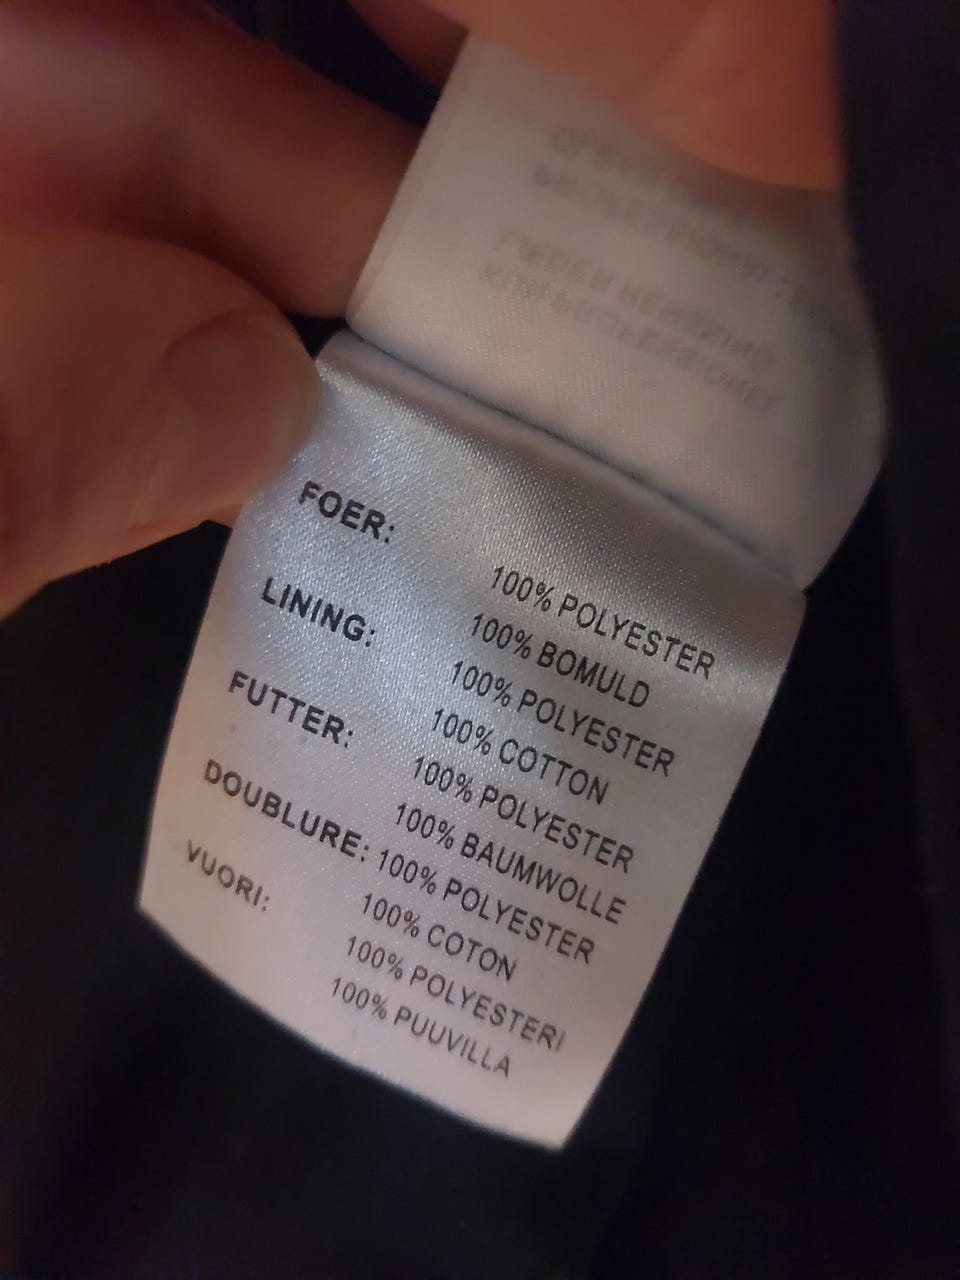 FOER:
100% POLYESTER
100% BOMULD
LINING:
100% POLYESTER
100% COTTON
FUTTER:
100% POLYESTER
100% BAUMWOLLE
DOUBLURE: 100% POLYESTER
100% COTON
VUORI:
100% POLYESTERI
100% PUUVILLA